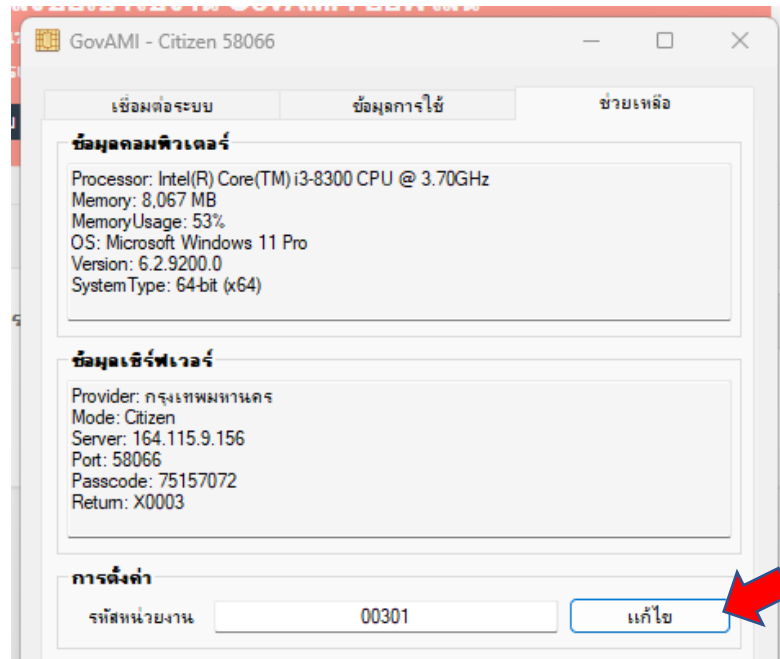 GovAMI - Citizen 58066
เชื่อมต่อระบบ
ข้อมูลการใช้
ช่วยเหลือ
ข้อมูลคอมพิวเตอร์
Processor: Intel(R) Core(TM) i3-8300 CPU @ 3.70GHz
Memory: 8,067 MB
MemoryUsage: 53%
OS: Microsoft Windows 11 Pro
Version: 6.2.9200.0
SystemType: 64-bit (x64)
ข้อมูลเซิร์ฟเวอร์
Provider: กรุงเทพมหานคร
Mode: Citizen
Server: 164.115.9.156
Port: 58066
Passcode: 75157072
Return: X0003
การตั้งค่า
รหัสหน่วยงาน 00301 แก้ไข